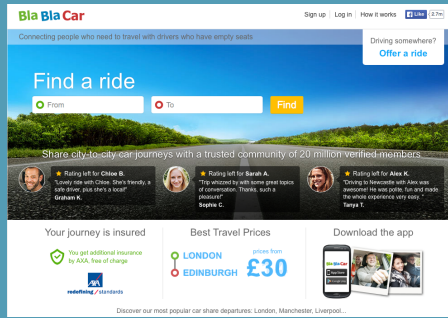 Bla Bla Car
Sign up
Log in
How it works
Like
2.7m
Connecting people who need to travel with drivers who have empty seats
Driving somewhere?
Offer a ride
Find a ride
From
To
Find
Share city-to-city car journeys with a trusted community of 20 million verified members
Rating left for Chloe B.
"Lovely ride with Chloe. She's friendly, a
safe driver, plus she's a local!"
Graham K.
Rating left for Sarah A.
"Trip whizzed by with some great topics
of conversation. Thanks, such a
pleasure!"
Sophie C.
Rating left for Alex K.
"Driving to Newcastle with Alex was
awesome! He was polite, fun and made
the whole experience very easy."
Tanya T.
Your journey is insured
You get additional insurance
by AXA, free of charge
AXA
redefining / standards
Best Travel Prices
LONDON
EDINBURGH
prices from
£30
Download the app
Bla Bla Car
Discover our most popular car share departures: London, Manchester, Liverpool...